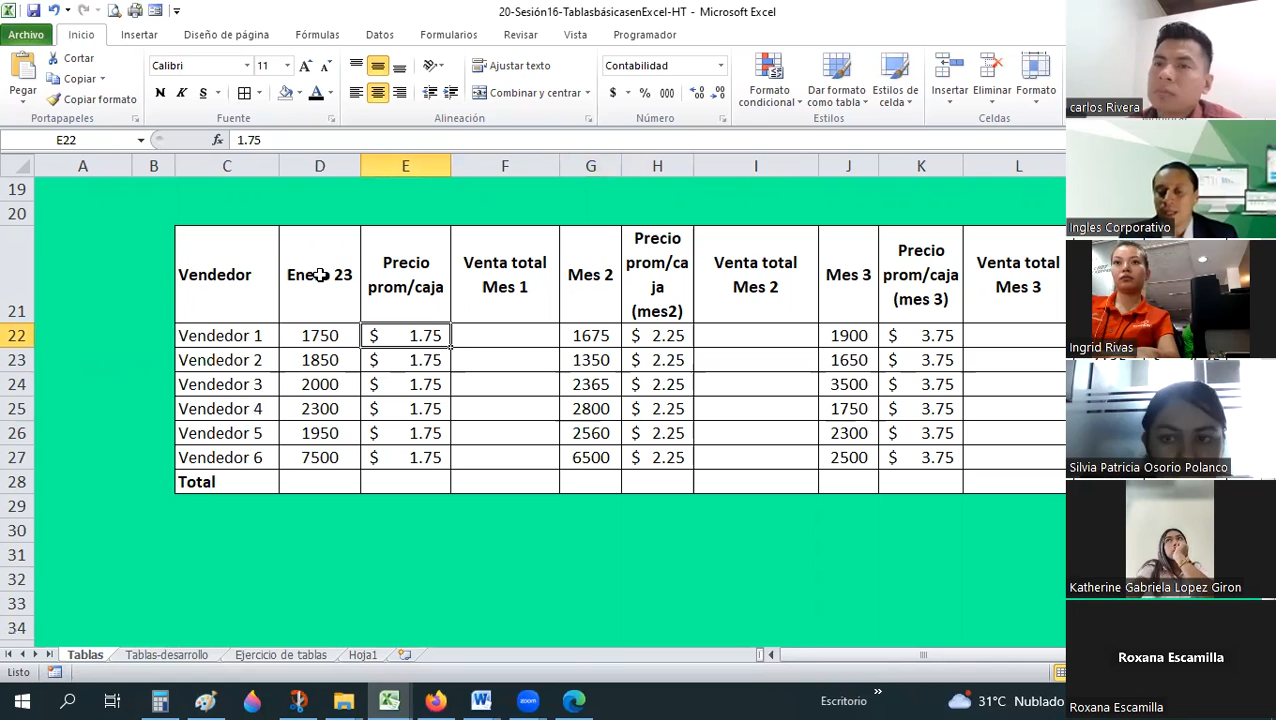 20-Sesión16-TablasbásicasenExcel-HT - Microsoft Excel
Archivo Inicio Insertar Diseño de página Fórmulas Datos Formularios Revisar Vista Programador
Pegar
Cortar
Copiar
Copiar formato
Portapapeles
Calibri 11
N K S
Fuente
Ajustar texto
Combinar y centrar
Alineación
Contabilidad
$ % 000
Número
Formato condicional
Dar formato como tabla
Estilos de celda
Estilos
Insertar Eliminar Formato
Celdas
E22 fx 1.75
A B C D E F G H I J K L
19
20
21 Vendedor 23 Precio prom/caja Venta total Mes 1 Mes 2 Precio prom/ca ja (mes2) Venta total Mes 2 Mes 3 Precio prom/caja (mes 3) Venta total Mes 3
22 Vendedor 1 1750 $ 1.75 1675 $ 2.25 1900 $ 3.75
23 Vendedor 2 1850 $ 1.75 1350 $ 2.25 1650 $ 3.75
24 Vendedor 3 2000 $ 1.75 2365 $ 2.25 3500 $ 3.75
25 Vendedor 4 2300 $ 1.75 2800 $ 2.25 1750 $ 3.75
26 Vendedor 5 1950 $ 1.75 2560 $ 2.25 2300 $ 3.75
27 Vendedor 6 7500 $ 1.75 6500 $ 2.25 2500 $ 3.75
28 Total
29
30
31
32
33
34
Tablas Tablas-desarrollo Ejercicio de tablas Hoja1
Listo
Escritorio » 31°C Nublado
carlos Rivera
Ingles Corporativo
Ingrid Rivas
Silvia Patricia Osorio Polanco
Katherine Gabriela Lopez Giron
Roxana Escamilla
Roxana Escamilla